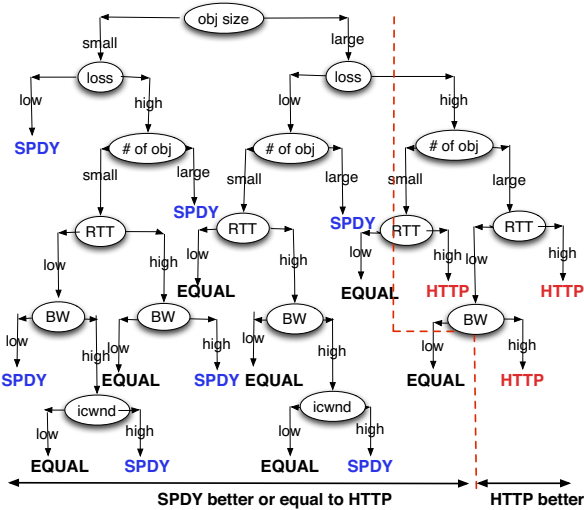 obj size
small large
loss loss
low high low high
SPDY # of obj # of obj # of obj
small large small large small large
SPDY SPDY
RTT RTT RTT RTT
low high low high low high low high
EQUAL EQUAL HTTP HTTP
BW BW BW BW
low high low high low high low high
SPDY EQUAL SPDY EQUAL EQUAL HTTP
icwnd icwnd
low high low high
EQUAL SPDY EQUAL SPDY
SPDY better or equal to HTTP HTTP better